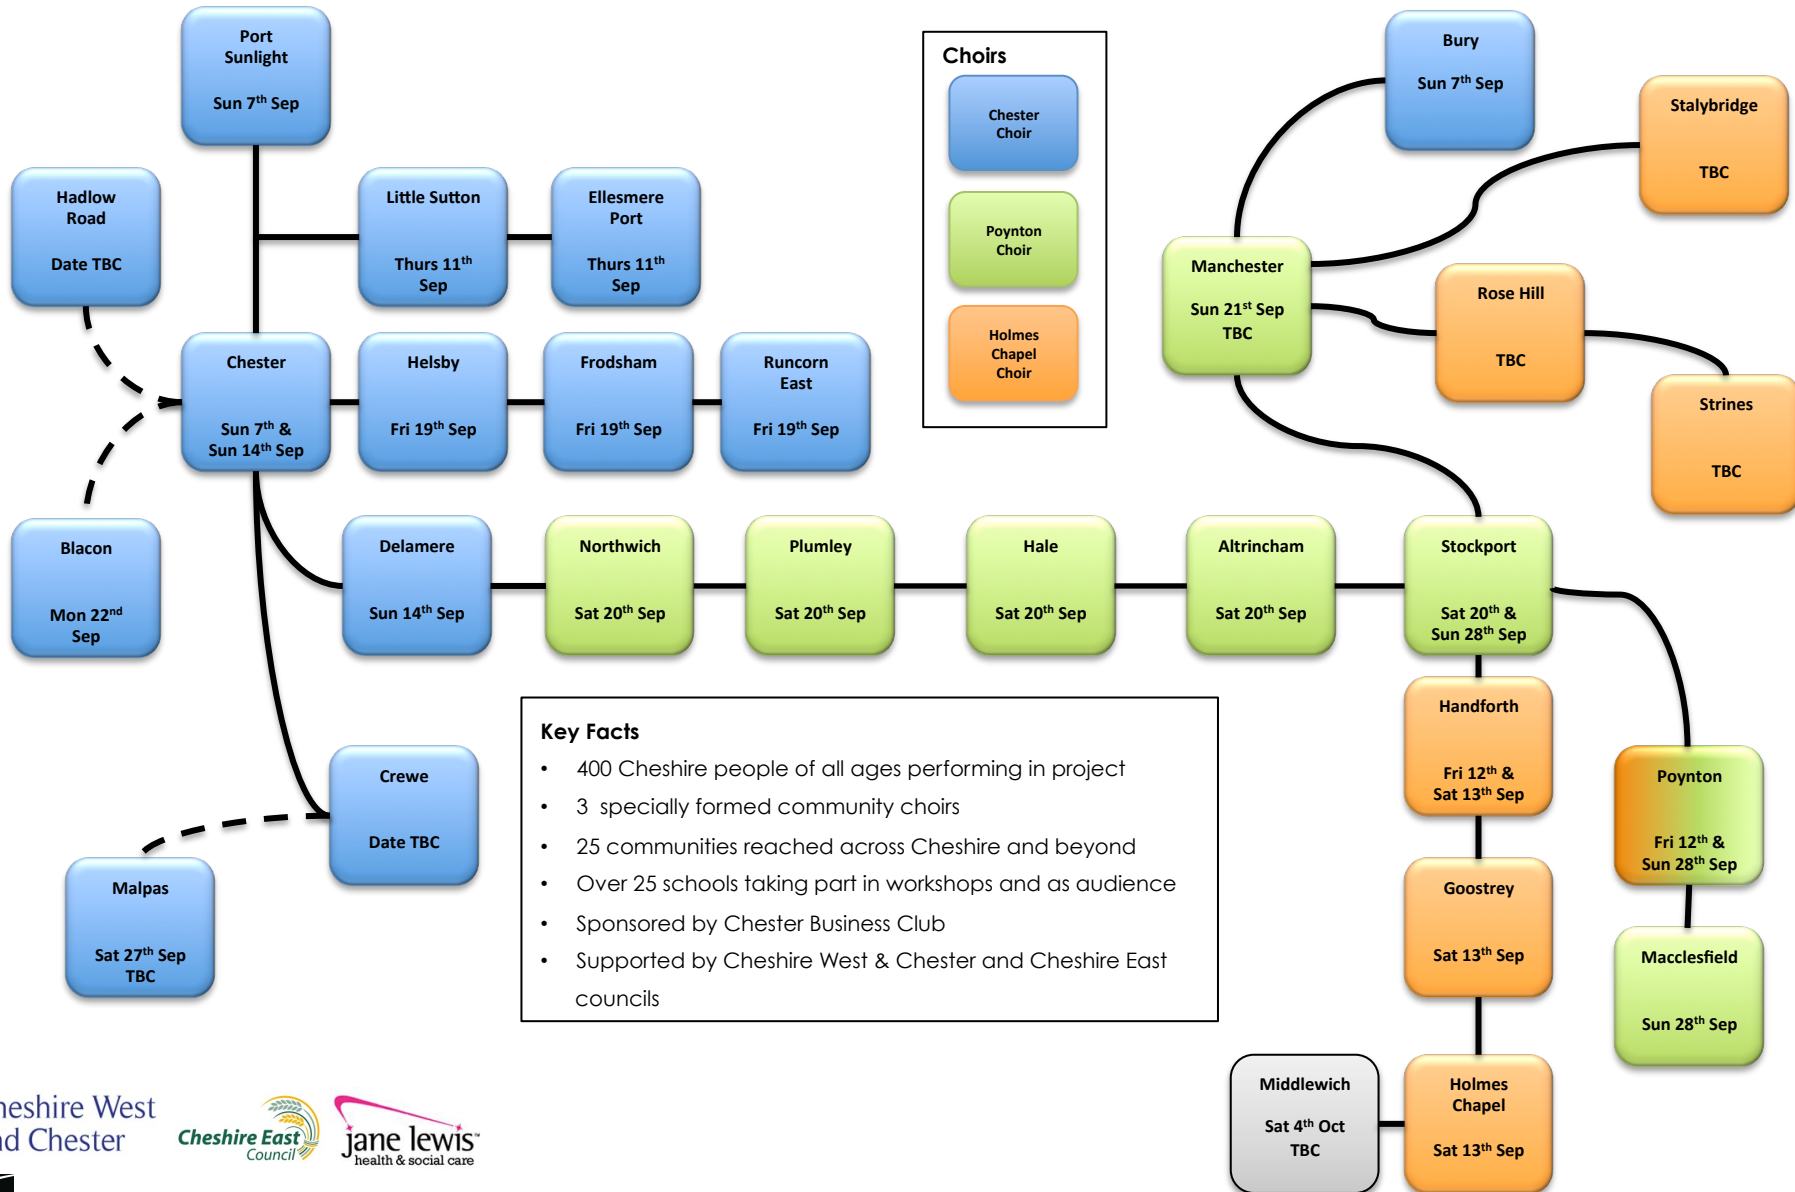 Port
Sunlight
Sun 7th Sep
Hadlow
Road
Date TBC
Little Sutton
Thurs 11th
Sep
Ellesmere
Port
Thurs 11th
Sep
Chester
Sun 7th &
Sun 14th Sep
Helsby
Fri 19th Sep
Frodsham
Fri 19th Sep
Runcorn
East
Fri 19th Sep
Blacon
Mon 22nd
Sep
Delamere
Sun 14th Sep
Northwich
Sat 20th Sep
Plumley
Sat 20th Sep
Hale
Sat 20th Sep
Altrincham
Sat 20th Sep
Stockport
Sat 20th &
Sun 28th Sep
Crewe
Date TBC
Malpas
Sat 27th Sep
TBC
Choirs
Chester
Choir
Poynton
Choir
Holmes
Chapel
Choir
Bury
Sun 7th Sep
Stalybridge
TBC
Manchester
Sun 21st Sep
TBC
Rose Hill
TBC
Strines
TBC
Handforth
Fri 12th &
Sat 13th Sep
Poynton
Fri 12th &
Sun 28th Sep
Goostrey
Sat 13th Sep
Macclesfield
Sun 28th Sep
Middlewich
Sat 4th Oct
TBC
Holmes
Chapel
Sat 13th Sep
Key Facts
• 400 Cheshire people of all ages performing in project
• 3 specially formed community choirs
• 25 communities reached across Cheshire and beyond
• Over 25 schools taking part in workshops and as audience
• Sponsored by Chester Business Club
• Supported by Cheshire West & Chester and Cheshire East
councils
heshire West
nd Chester
Cheshire East
Council
jane lewis™
health & social care